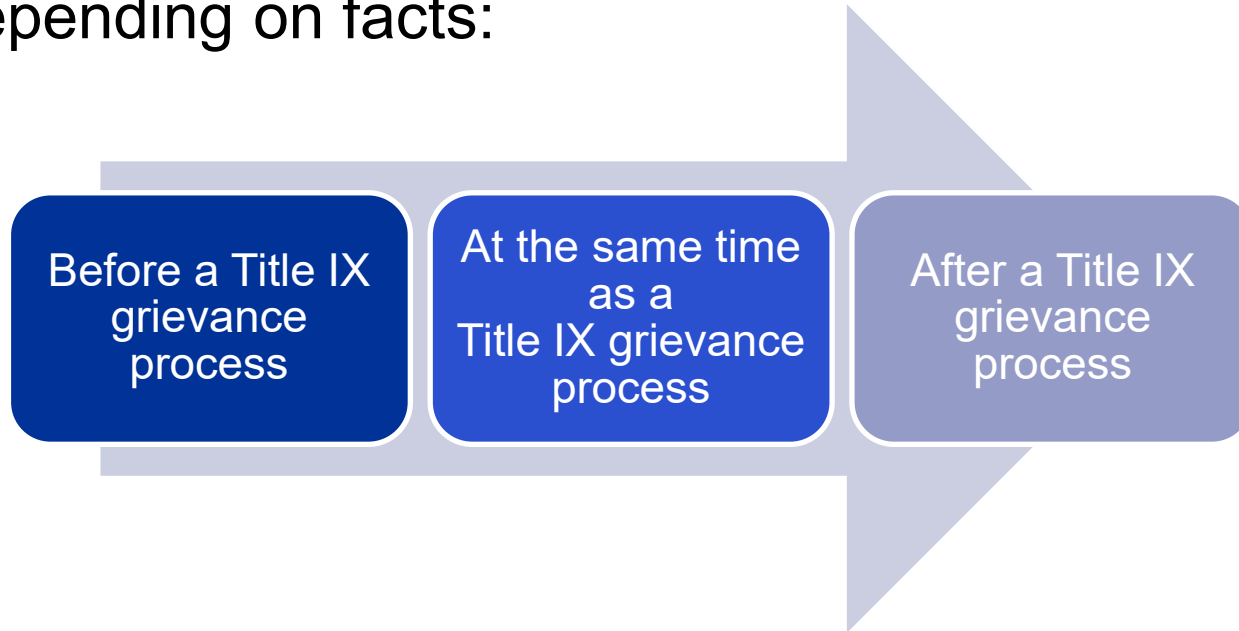 epending on facts:
Before a Title IX
grievance
process
At the same time
as a
Title IX grievance
process
After a Title IX
grievance
process